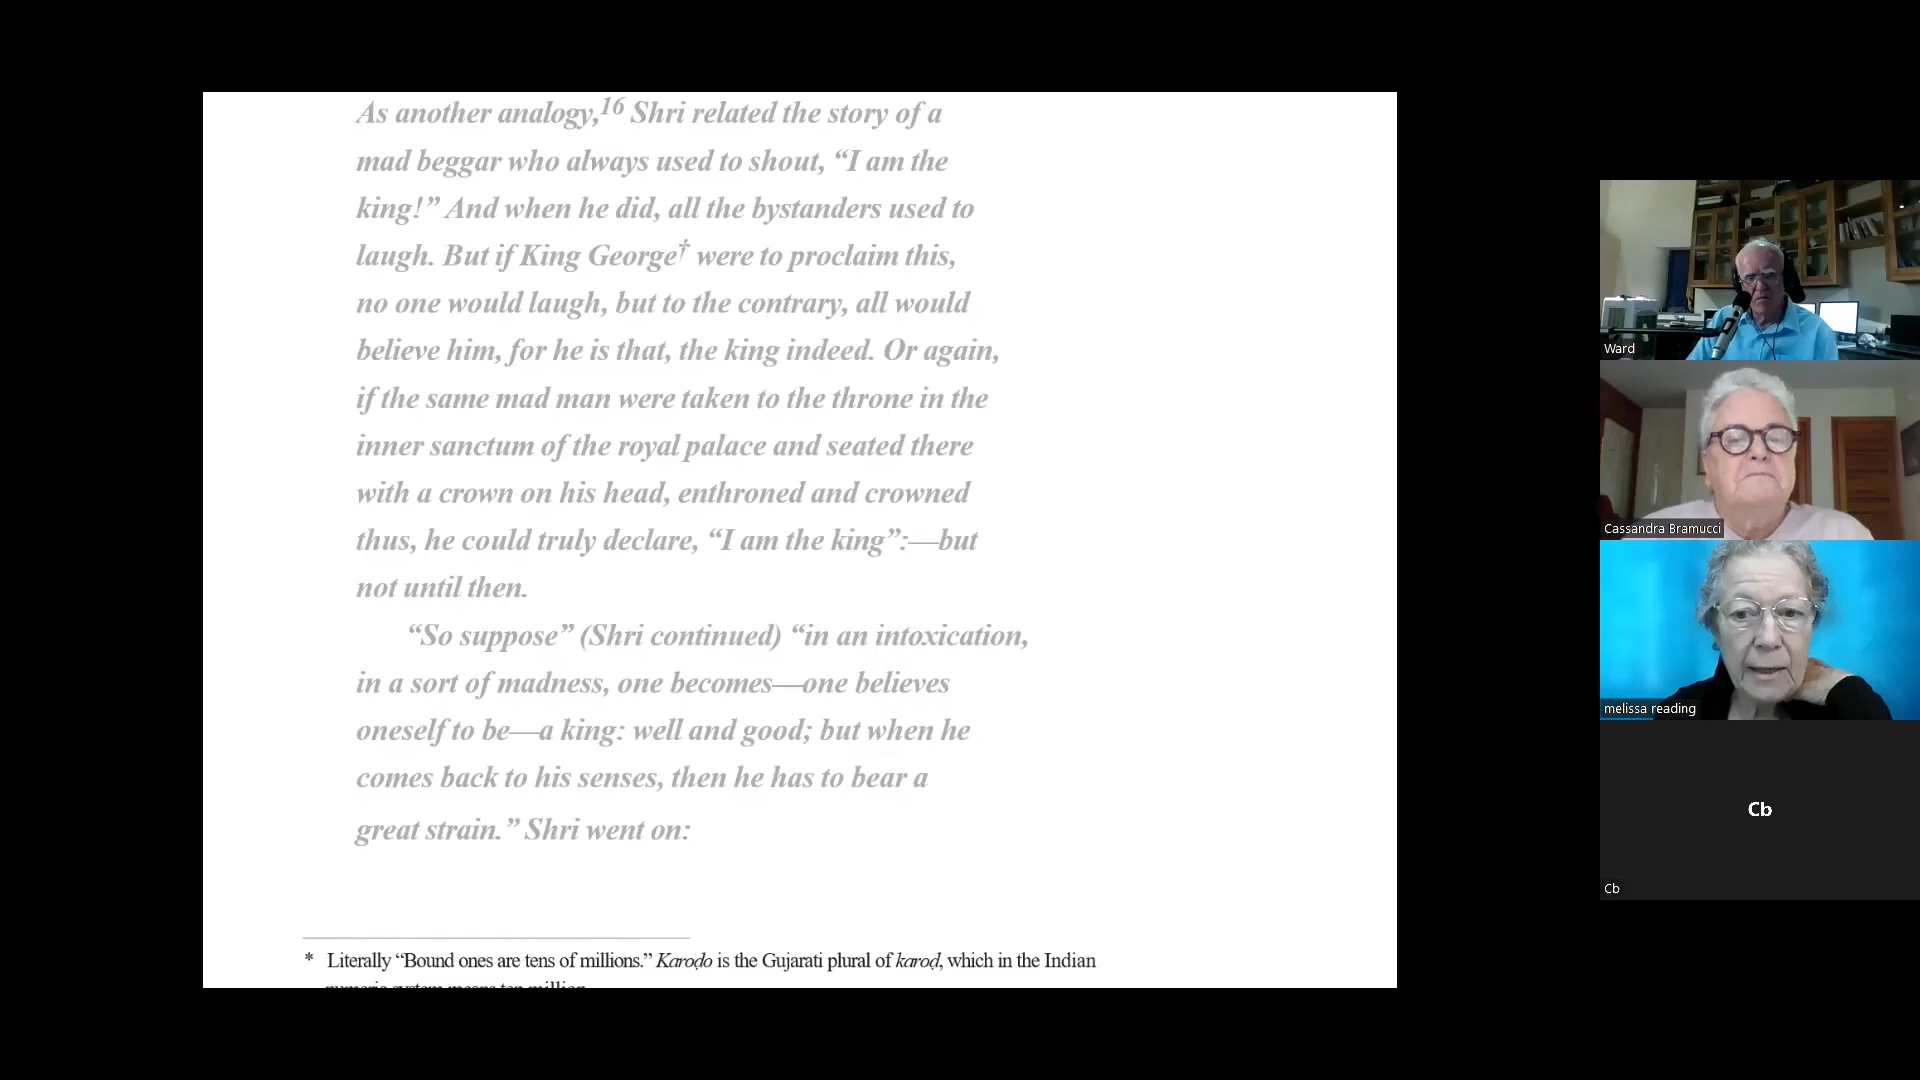 As another analogy,16 Shri related the story of a
mad beggar who always used to shout, “I am the
king!” And when he did, all the bystanders used to
laugh. But if King George† were to proclaim this,
no one would laugh, but to the contrary, all would
believe him, for he is that, the king indeed. Or again,
if the same mad man were taken to the throne in the
inner sanctum of the royal palace and seated there
with a crown on his head, enthroned and crowned
thus, he could truly declare, “I am the king”:—but
not until then.
“So suppose” (Shri continued) “in an intoxication,
in a sort of madness, one becomes—one believes
oneself to be—a king: well and good; but when he
comes back to his senses, then he has to bear a
great strain.” Shri went on:
* Literally “Bound ones are tens of millions.” Karoḍo is the Gujarati plural of karoḍ, which in the Indian
numeric system means ten million.
Ward
Cassandra Bramucci
melissa reading
Cb
Cb